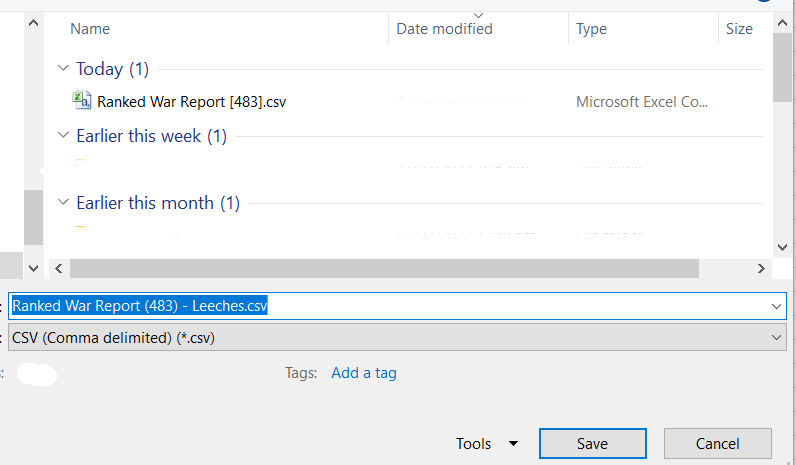 Name Date modified Type Size
Today (1)
Ranked War Report [483].csv Microsoft Excel Co...
Earlier this week (1)
Earlier this month (1)
: Ranked War Report (483) - Leeches.csv
: CSV (Comma delimited) (*.csv)
: Tags: Add a tag
Tools Save Cancel